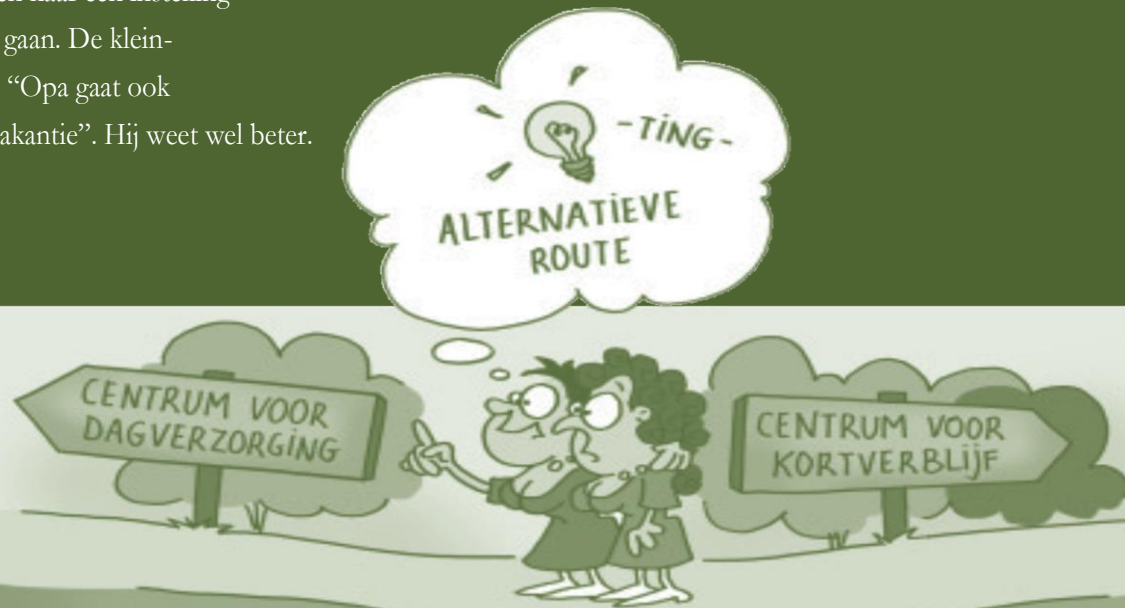 gaan. De klein-
“Opa gaat ook
akantie”. Hij weet wel beter.
-TING-
ALTERNATIEVE
ROUTE
CENTRUM VOOR
DAGVERZORGING
CENTRUM VOOR
KORTVERBLIJF